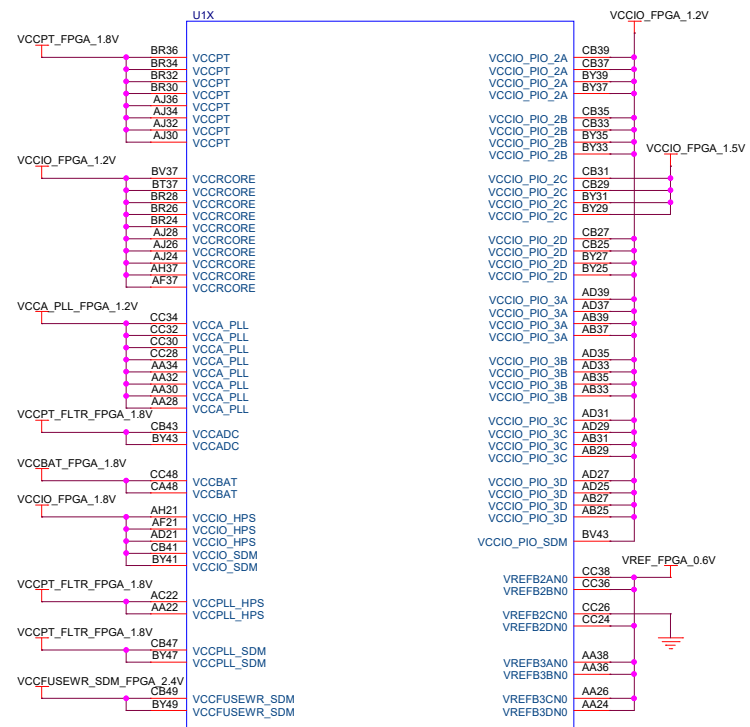 U1X
VCCPT_FPGA_1.8V
BR36 VCCPT
BR34 VCCPT
BR32 VCCPT
BR30 VCCPT
AJ36 VCCPT
AJ34 VCCPT
AJ32 VCCPT
AJ30 VCCPT
VCCIO_FPGA_1.2V
BV37 VCCRCORE
BT37 VCCRCORE
BR28 VCCRCORE
BR26 VCCRCORE
BR24 VCCRCORE
AJ28 VCCRCORE
AJ26 VCCRCORE
AJ24 VCCRCORE
AH37 VCCRCORE
AF37 VCCRCORE
VCCA_PLL_FPGA_1.2V
CC34 VCCA_PLL
CC32 VCCA_PLL
CC30 VCCA_PLL
CC28 VCCA_PLL
AA34 VCCA_PLL
AA32 VCCA_PLL
AA30 VCCA_PLL
AA28 VCCA_PLL
VCCPT_FLTR_FPGA_1.8V
CB43 VCCADC
BY43 VCCADC
VCCBAT_FPGA_1.8V
CC48 VCCBAT
CA48 VCCBAT
VCCIO_FPGA_1.8V
AH21 VCCIO_HPS
AF21 VCCIO_HPS
AD21 VCCIO_HPS
CB41 VCCIO_SDM
BY41 VCCIO_SDM
VCCPT_FLTR_FPGA_1.8V
AC22 VCCPLL_HPS
AA22 VCCPLL_HPS
VCCPT_FLTR_FPGA_1.8V
CB47 VCCPLL_SDM
BY47 VCCPLL_SDM
VCCFUSEWR_SDM_FPGA_2.4V
CB49 VCCFUSEWR_SDM
BY49 VCCFUSEWR_SDM
VCCIO_FPGA_1.2V
VCCIO_PIO_2A CB39
VCCIO_PIO_2A CB37
VCCIO_PIO_2A BY39
VCCIO_PIO_2A BY37
VCCIO_PIO_2B CB35
VCCIO_PIO_2B CB33
VCCIO_PIO_2B BY35
VCCIO_PIO_2B BY33
VCCIO_FPGA_1.5V
VCCIO_PIO_2C CB31
VCCIO_PIO_2C CB29
VCCIO_PIO_2C BY31
VCCIO_PIO_2C BY29
VCCIO_PIO_2D CB27
VCCIO_PIO_2D CB25
VCCIO_PIO_2D BY27
VCCIO_PIO_2D BY25
VCCIO_PIO_3A AD39
VCCIO_PIO_3A AD37
VCCIO_PIO_3A AB39
VCCIO_PIO_3A AB37
VCCIO_PIO_3B AD35
VCCIO_PIO_3B AD33
VCCIO_PIO_3B AB35
VCCIO_PIO_3B AB33
VCCIO_PIO_3C AD31
VCCIO_PIO_3C AD29
VCCIO_PIO_3C AB31
VCCIO_PIO_3C AB29
VCCIO_PIO_3D AD27
VCCIO_PIO_3D AD25
VCCIO_PIO_3D AB27
VCCIO_PIO_3D AB25
VCCIO_PIO_SDM BV43
VREF_FPGA_0.6V
VREFB2AN0 CC38
VREFB2BN0 CC36
VREFB2CN0 CC26
VREFB2DN0 CC24
VREFB3AN0 AA38
VREFB3BN0 AA36
VREFB3CN0 AA26
VREFB3DN0 AA24